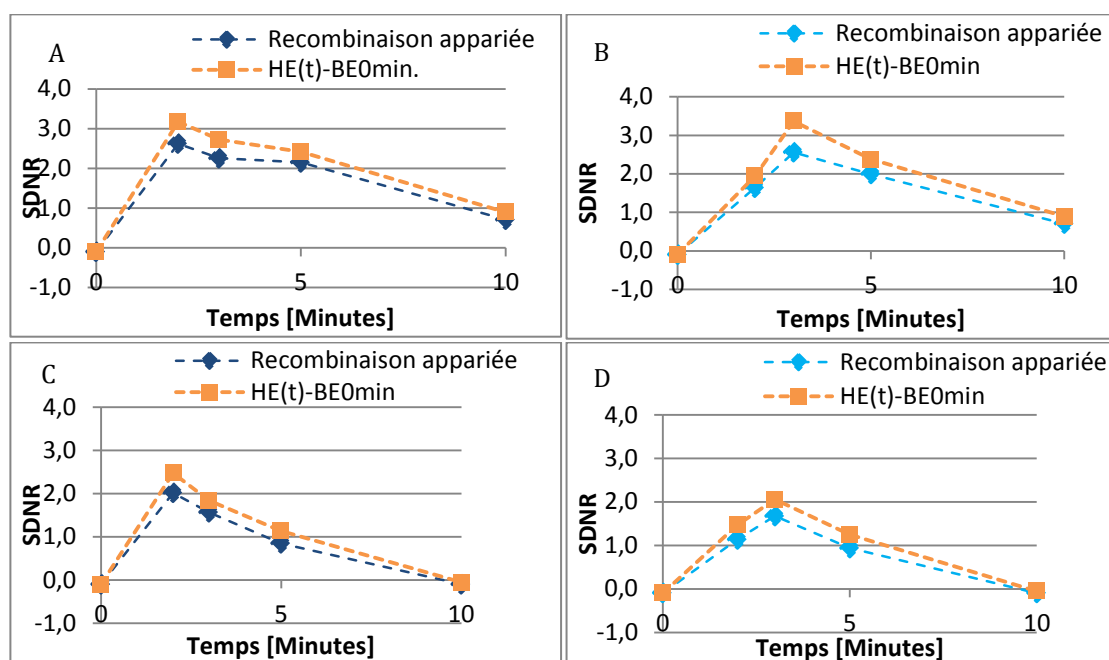 A
Recombinaison appariée
HE(t)-BE0min.
4,0
3,0
2,0
1,0
0,0
-1,0
SDNR
0
5
10
Temps [Minutes]
B
Recombinaison appariée
HE(t)-BE0min
4,0
3,0
2,0
1,0
0,0
-1,0
SDNR
0
5
10
Temps [Minutes]
C
Recombinaison appariée
HE(t)-BE0min
4,0
3,0
2,0
1,0
0,0
-1,0
SDNR
0
5
10
Temps [Minutes]
D
Recombinaison appariée
HE(t)-BE0min
4,0
3,0
2,0
1,0
0,0
-1,0
SDNR
0
5
10
Temps [Minutes]